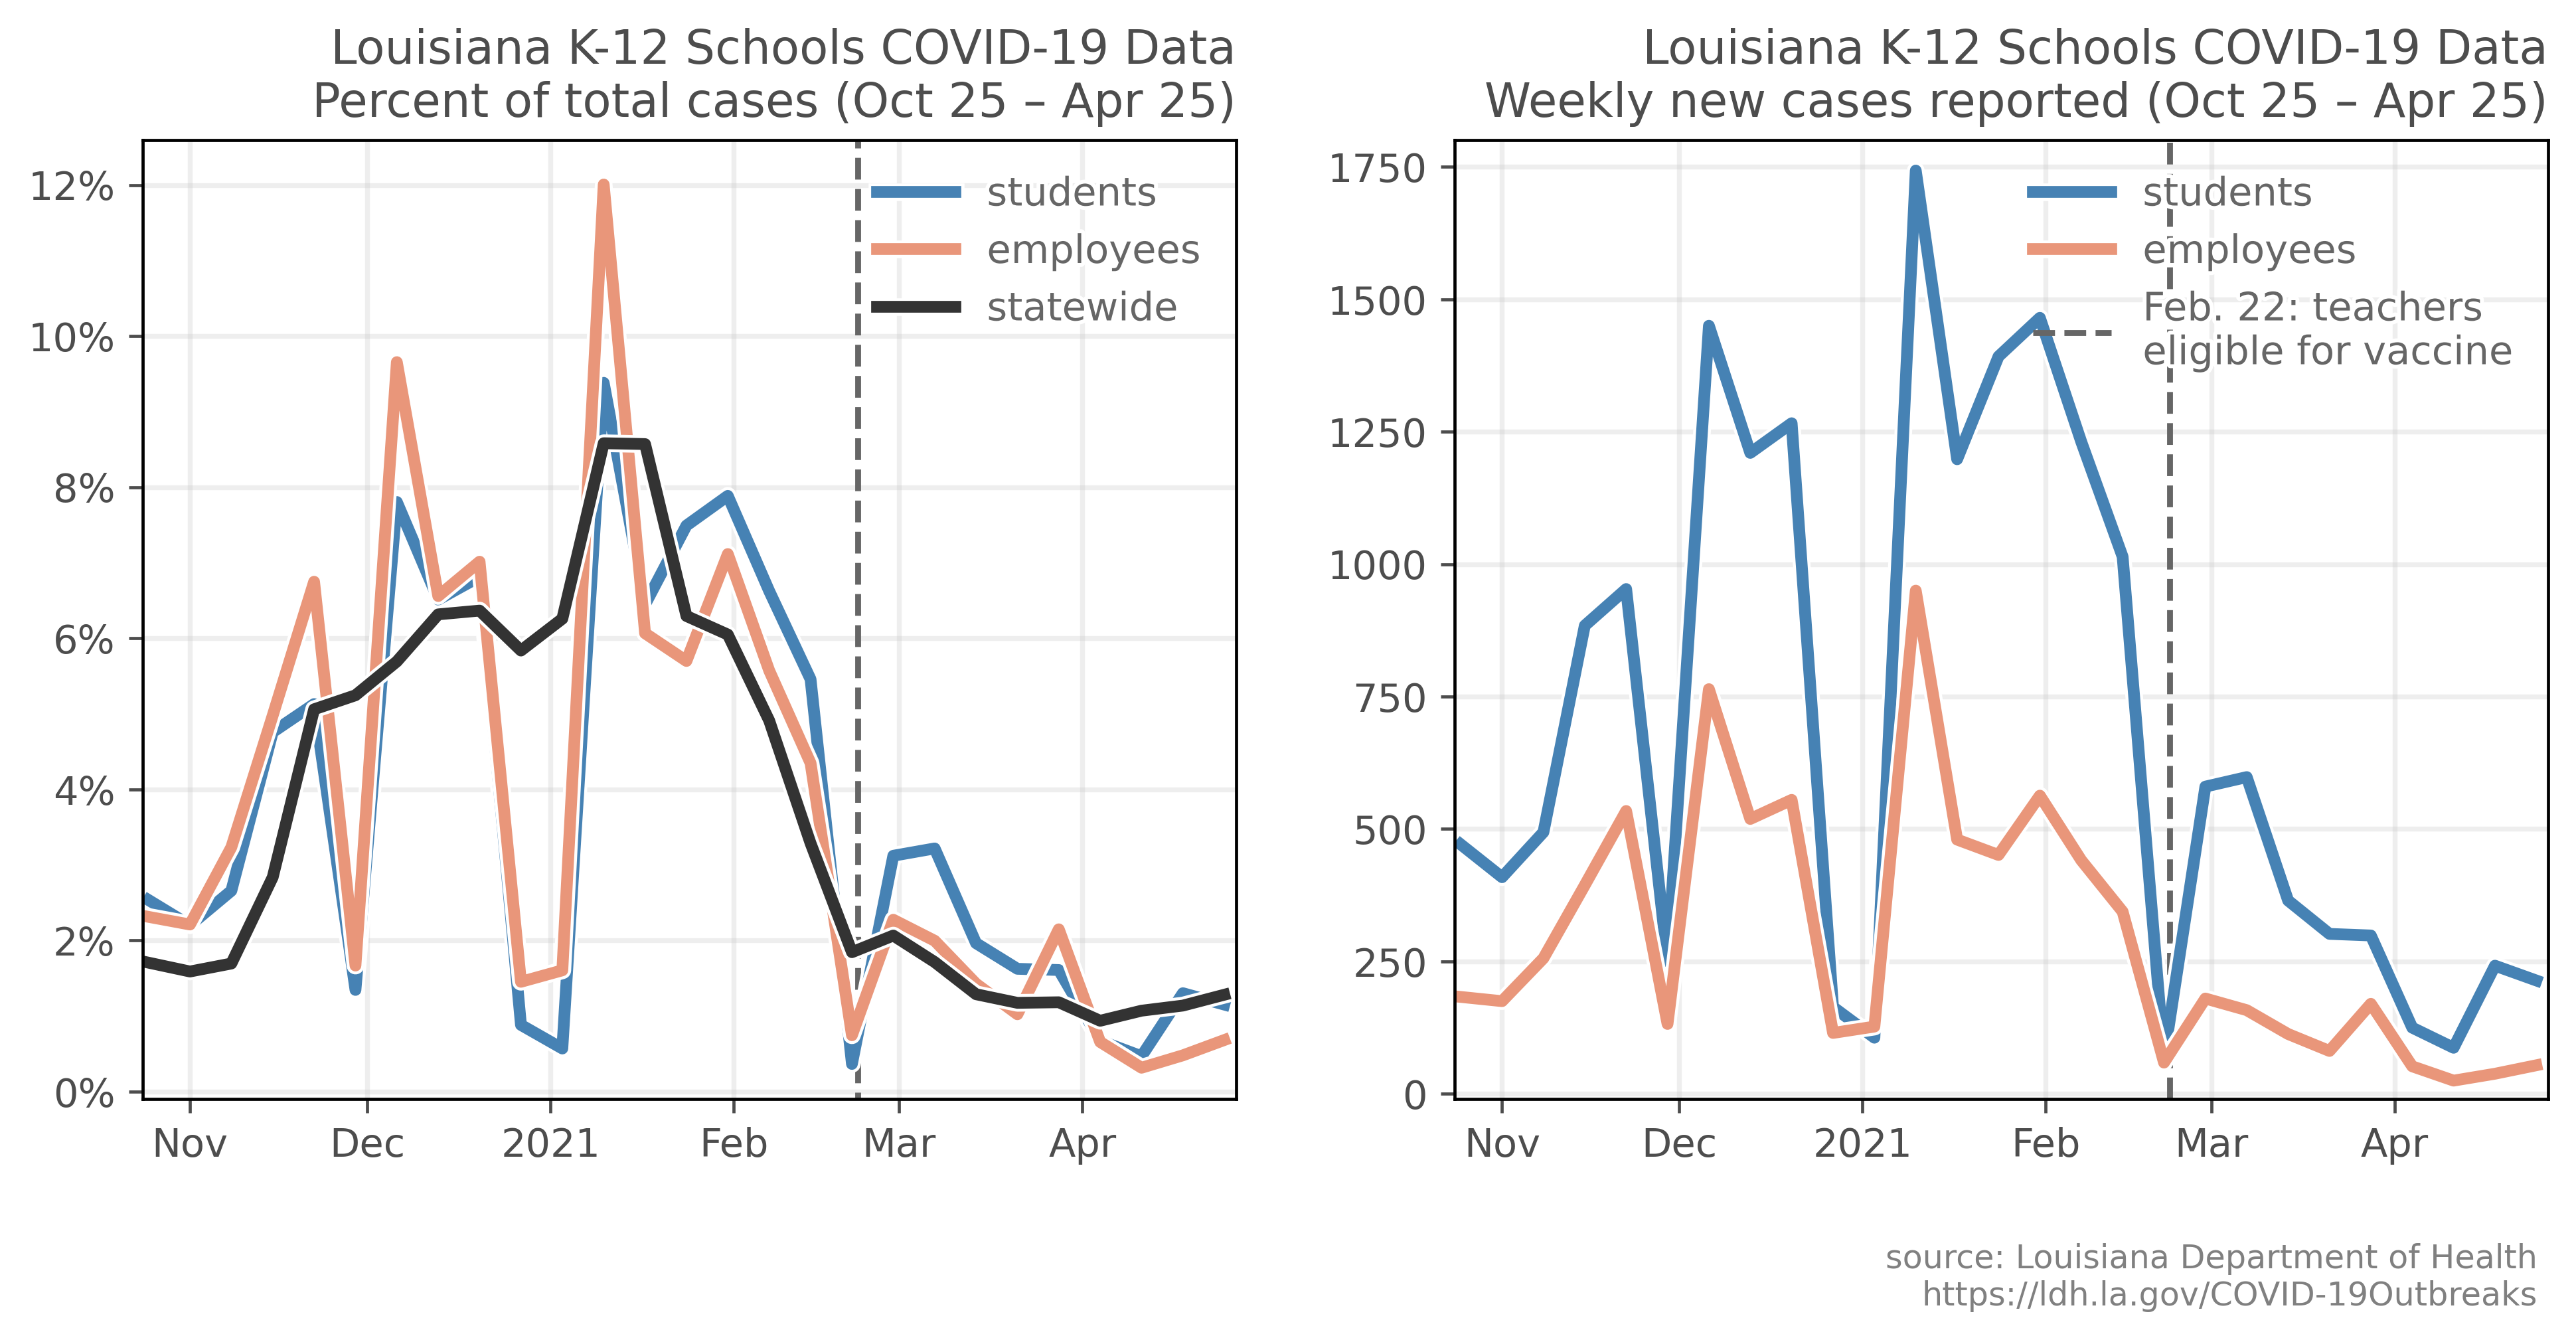 Louisiana K-12 Schools COVID-19 Data
Percent of total cases (Oct 25 – Apr 25)
12%
10%
8%
6%
4%
2%
0%
Nov
Dec
2021
Feb
Mar
Apr
students
employees
statewide
Louisiana K-12 Schools COVID-19 Data
Weekly new cases reported (Oct 25 – Apr 25)
1750
1500
1250
1000
750
500
250
0
Nov
Dec
2021
Feb
Mar
Apr
students
employees
Feb. 22: teachers
eligible for vaccine
source: Louisiana Department of Health
https://ldh.la.gov/COVID-19Outbreaks